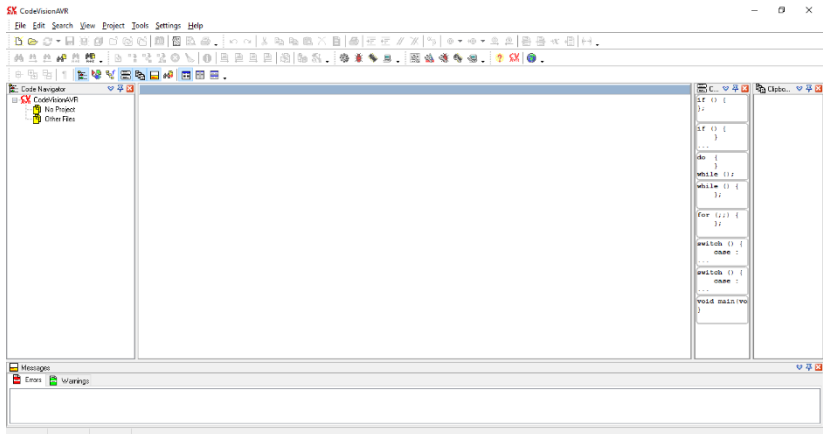 CodeVisionAVR
File Edit Search View Project Tools Settings Help
Code Navigator
CodeVisionAVR
No Project
Other Files
C...
if () {
};
if () {
}
...
do {
}
while ();
while () {
};
for (;;) {
};
switch () {
case :
...
switch () {
case :
...
void main(vo
}
Clipbo...
Messages
Errors Warnings